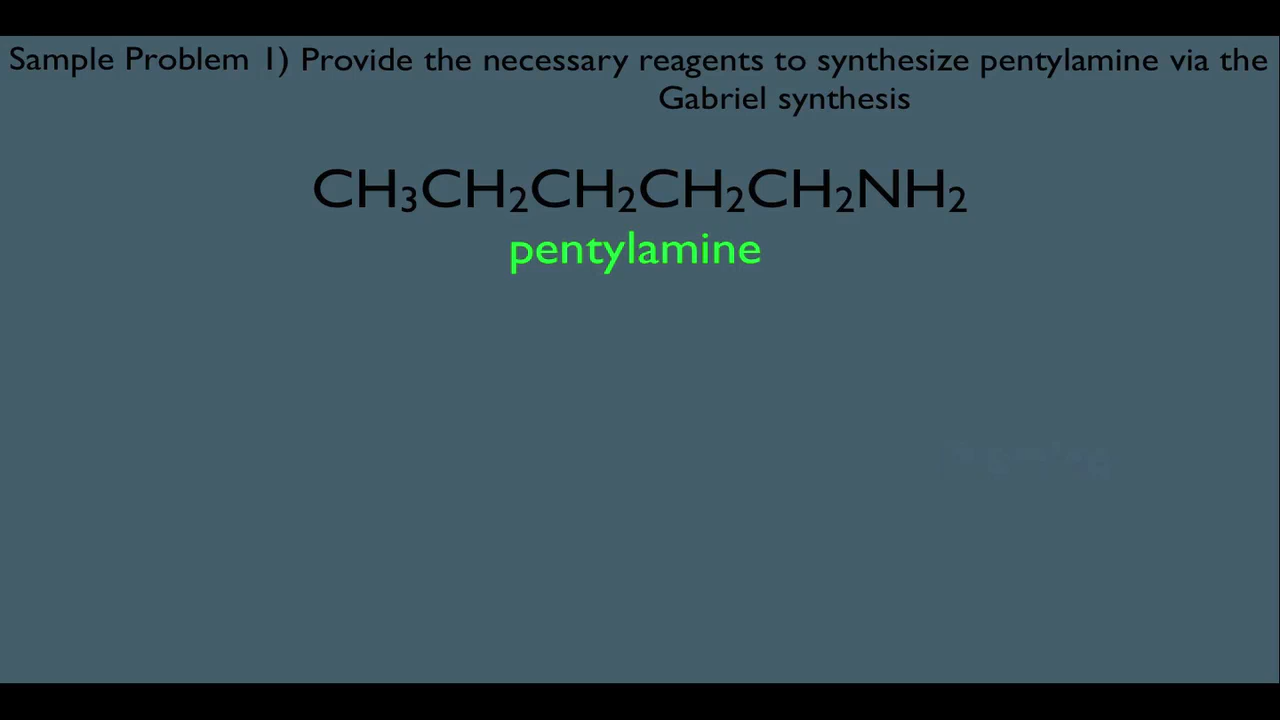 Sample Problem 1) Provide the necessary reagents to synthesize pentylamine via the
Gabriel synthesis
CH₃CH₂CH₂CH₂CH₂NH₂
pentylamine